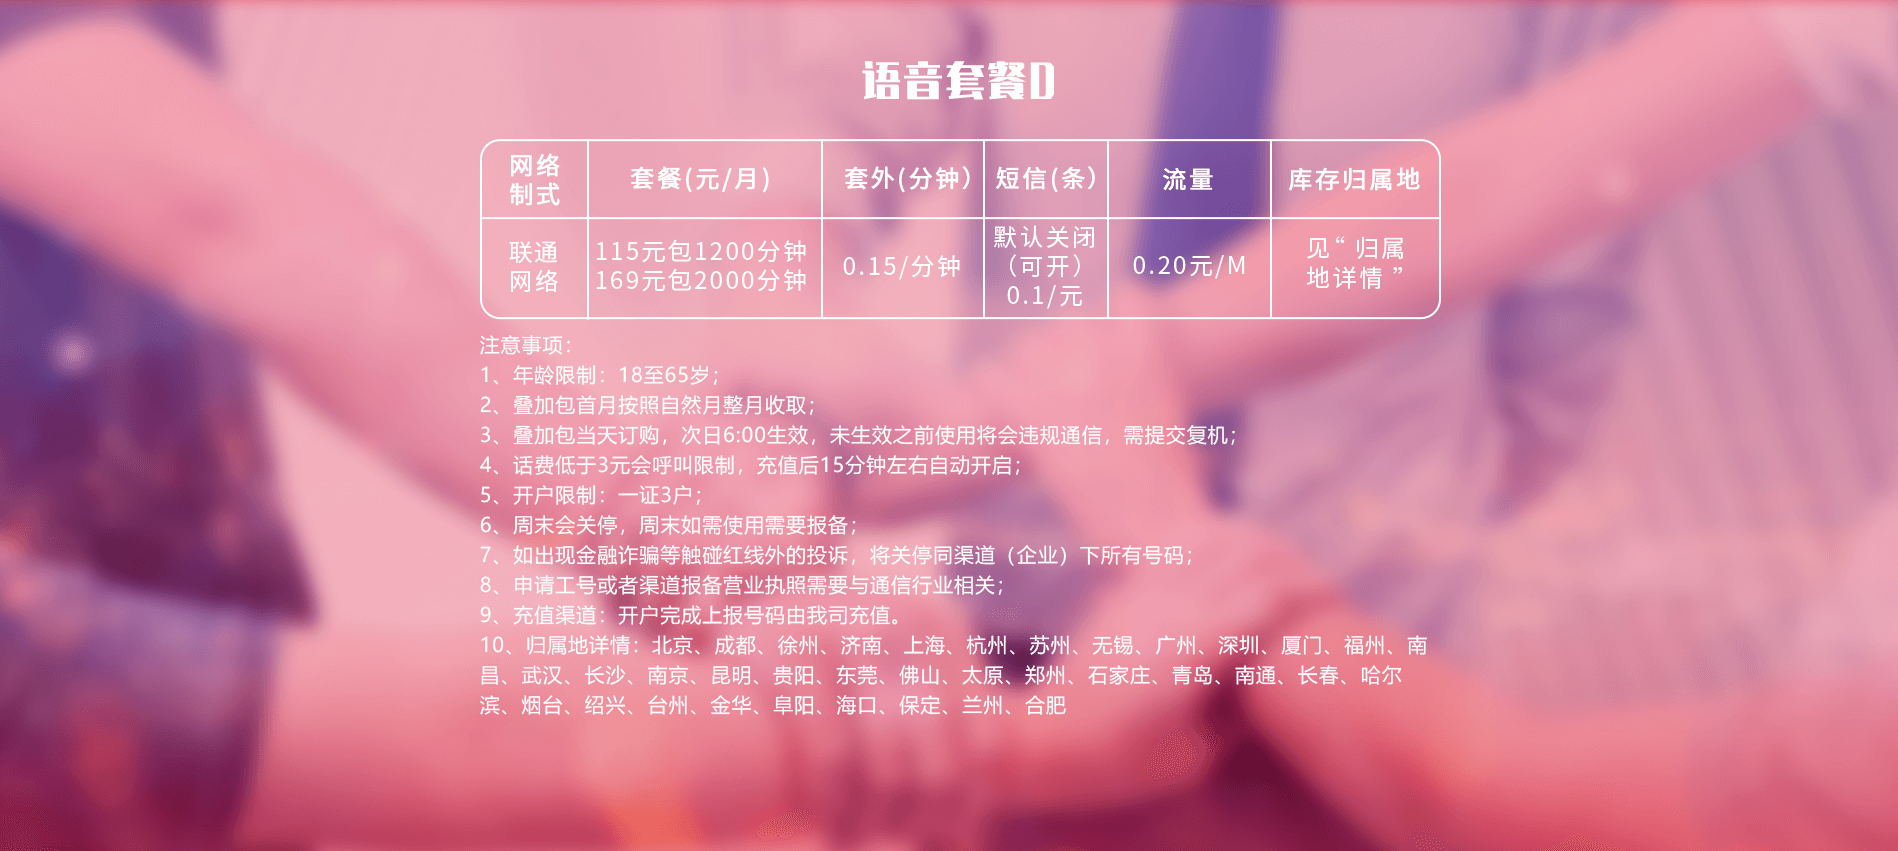 语音套餐D
网络
制式
套餐(元/月)
套外(分钟)
短信(条)
流量
库存归属地
联通
网络
115元包1200分钟
169元包2000分钟
0.15/分钟
默认关闭
（可开）
0.1/元
0.20元/M
见“归属
地详情”
注意事项：
1、年龄限制：18至65岁；
2、叠加包首月按照自然月整月收取；
3、叠加包当天订购，次日6:00生效，未生效之前使用将会违规通信，需提交复机；
4、话费低于3元会呼叫限制，充值后15分钟左右自动开启；
5、开户限制：一证3户；
6、周末会关停，周末如需使用需要报备；
7、如出现金融诈骗等触碰红线外的投诉，将关停同渠道（企业）下所有号码；
8、申请工号或者渠道报备营业执照需要与通信行业相关；
9、充值渠道：开户完成上报号码由我司充值。
10、归属地详情：北京、成都、徐州、济南、上海、杭州、苏州、无锡、广州、深圳、厦门、福州、南
昌、武汉、长沙、南京、昆明、贵阳、东莞、佛山、太原、郑州、石家庄、青岛、南通、长春、哈尔
滨、烟台、绍兴、台州、金华、阜阳、海口、保定、兰州、合肥